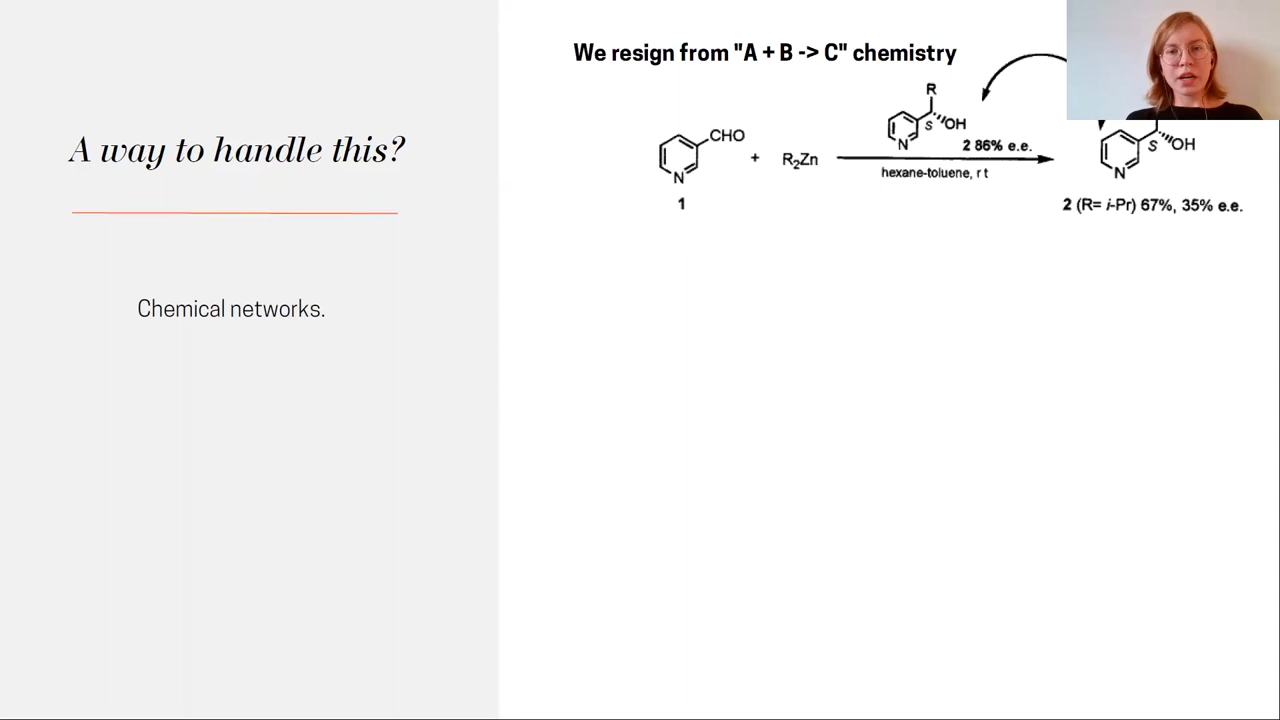 A way to handle this?
Chemical networks.
We resign from "A + B -> C" chemistry
CHO
N
1
+
R₂Zn
R
S
OH
N
2 86% e.e.
hexane-toluene, r t
S
OH
N
2 (R= i-Pr) 67%, 35% e.e.